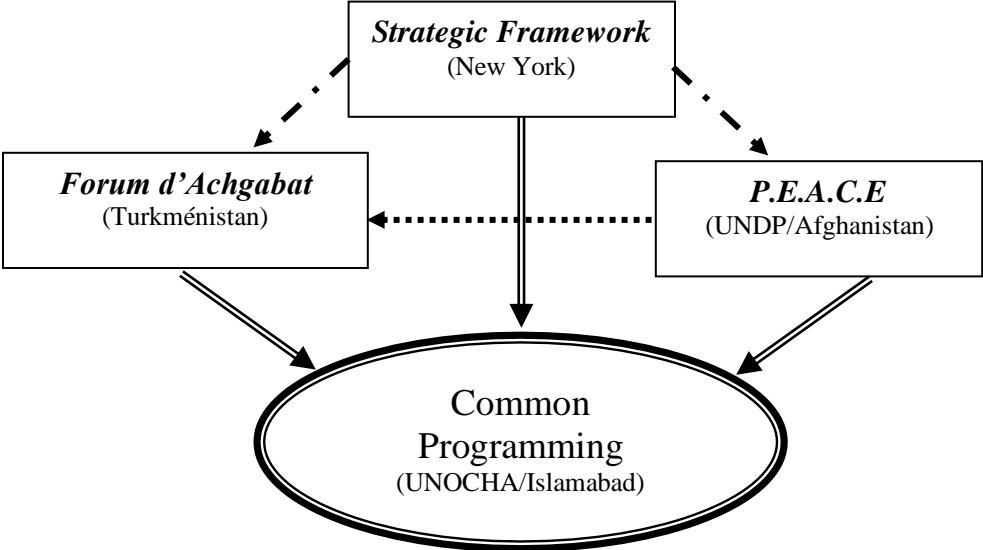 Strategic Framework
(New York)
Forum d’Achgabat
(Turkménistan)
P.E.A.C.E
(UNDP/Afghanistan)
Common
Programming
(UNOCHA/Islamabad)